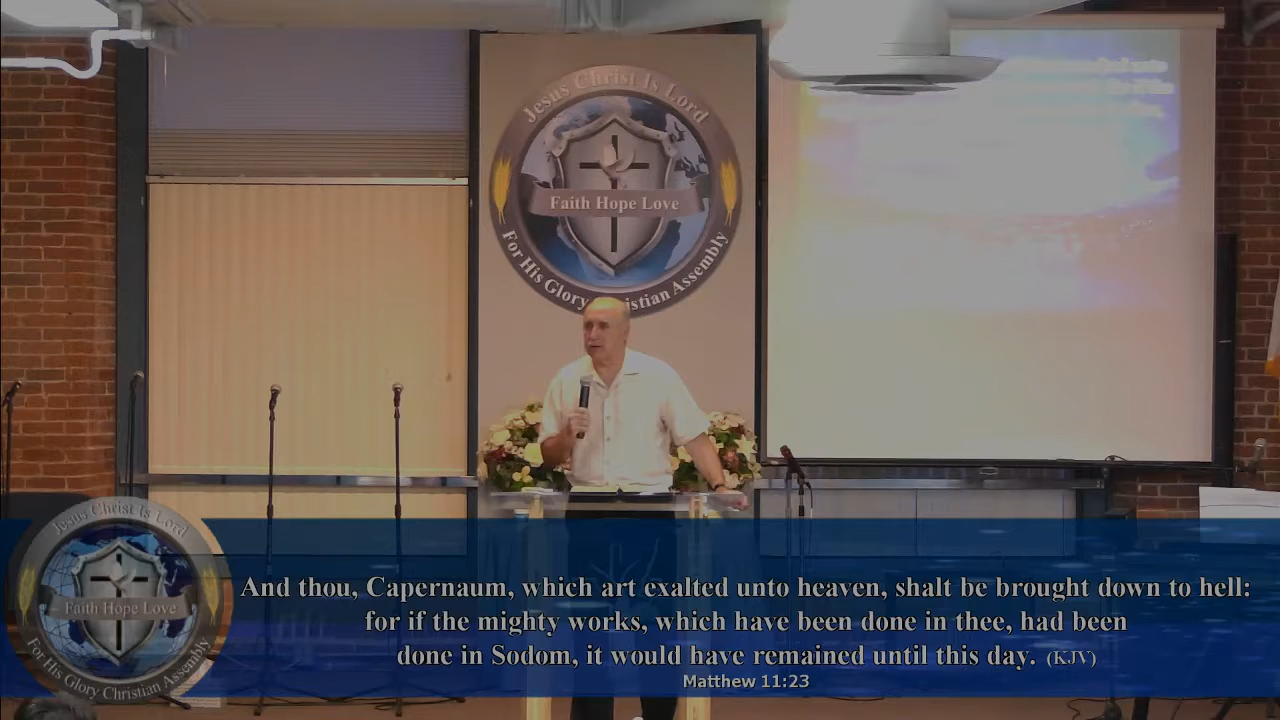 Jesus Christ Is Lord
Faith Hope Love
For His Glory istian Assembly
Jesus Christ Is Lord
Faith Hope Love
For His Glory Christian Assembly
And thou, Capernaum, which art exalted unto heaven, shalt be brought down to hell:
for if the mighty works, which have been done in thee, had been
done in Sodom, it would have remained until this day. (KJV)
Matthew 11:23